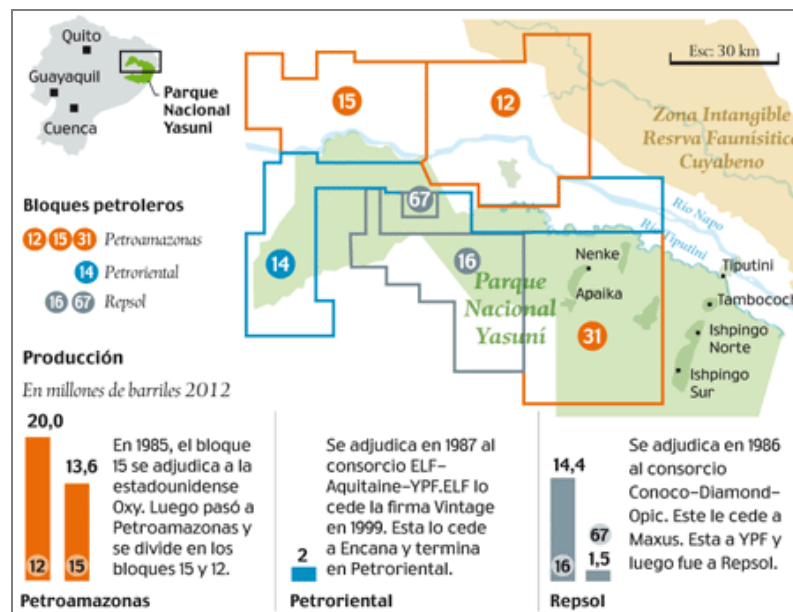 Quito
Guayaquil
Cuenca
Parque
Nacional
Yasuní
Esc: 30 km
15
12
Zona Intangible
Resrva Faunísitica
Cuyabeno
Bloques petroleros
12 15 31 Petroamazonas
14 Petroriental
16 67 Repsol
67
14
16
Parque
Nacional
Yasuní
Río Napo
Río Tiputini
Nenke
Apaika
31
Tiputini
Tambococh
Ishpingo
Norte
Ishpingo
Sur
Producción
En millones de barriles 2012
20,0
13,6
12
15
En 1985, el bloque
15 se adjudica a la
estadounidense
Oxy. Luego pasó a
Petroamazonas y
se divide en los
bloques 15 y 12.
Petroamazonas
2
Se adjudica en 1987 al
consorcio ELF-
Aquitaine-YPF.ELF lo
cede la firma Vintage
en 1999. Esta lo cede
a Encana y termina
en Petroriental.
Petroriental
14,4
16
67
1,5
Se adjudica en 1986
al consorcio
Conoco-Diamond-
Opic. Este le cede a
Maxus. Esta a YPF y
luego fue a Repsol.
Repsol